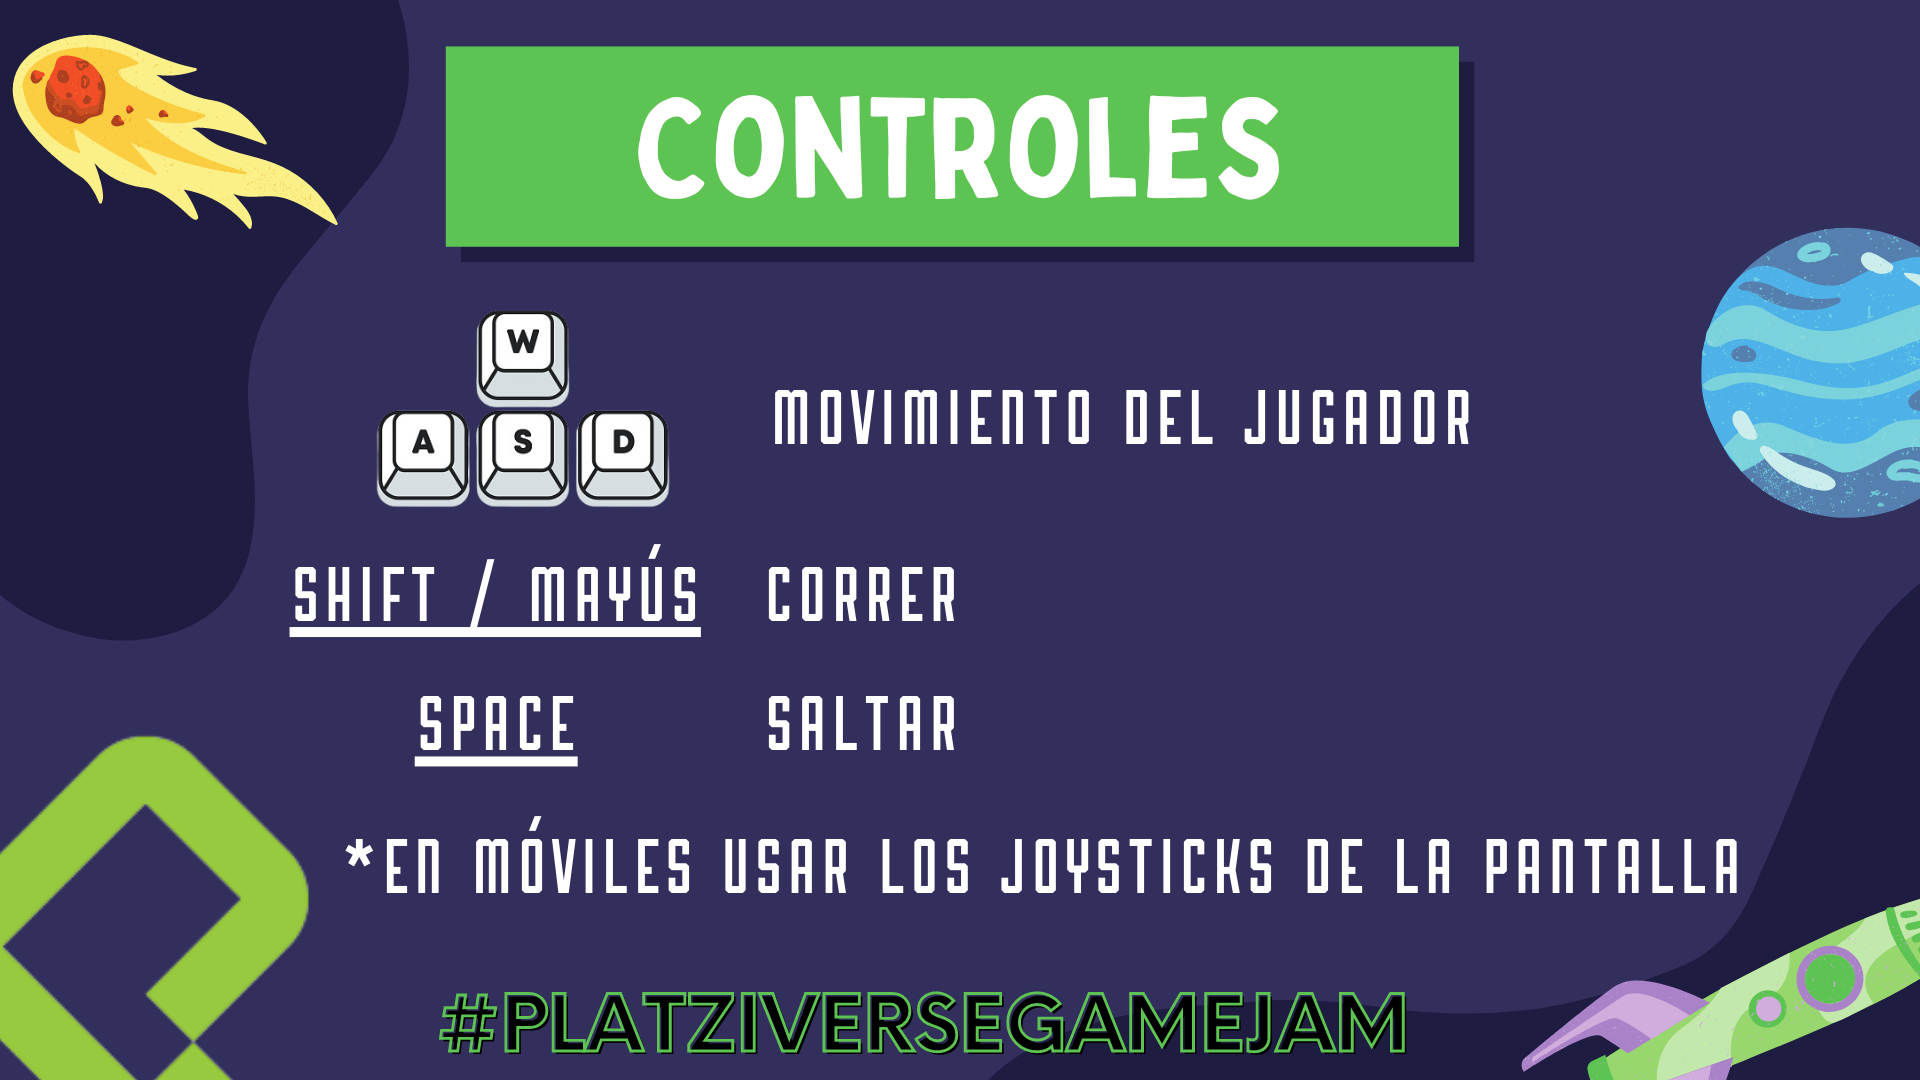 CONTROLES
W
A S D
MOVIMIENTO DEL JUGADOR
SHIFT / MAYÚS CORRER
SPACE SALTAR
*EN MÓVILES USAR LOS JOYSTICKS DE LA PANTALLA
#PLATZIVERSEGAMEJAM